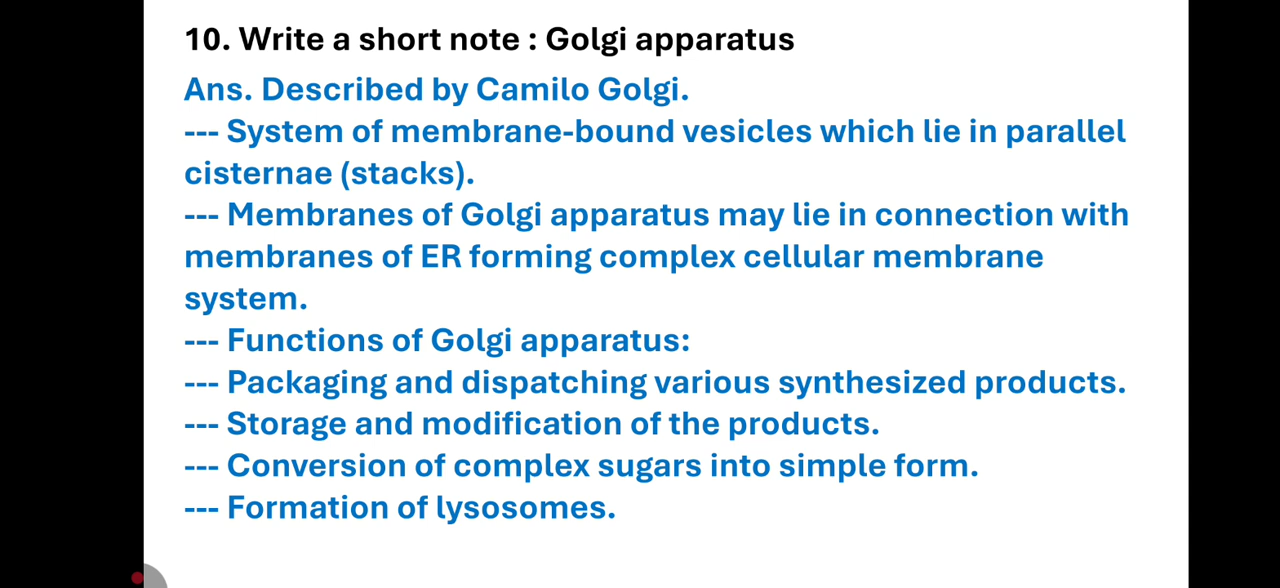 10. Write a short note : Golgi apparatus
Ans. Described by Camilo Golgi.
--- System of membrane-bound vesicles which lie in parallel
cisternae (stacks).
--- Membranes of Golgi apparatus may lie in connection with
membranes of ER forming complex cellular membrane
system.
--- Functions of Golgi apparatus:
--- Packaging and dispatching various synthesized products.
--- Storage and modification of the products.
--- Conversion of complex sugars into simple form.
--- Formation of lysosomes.